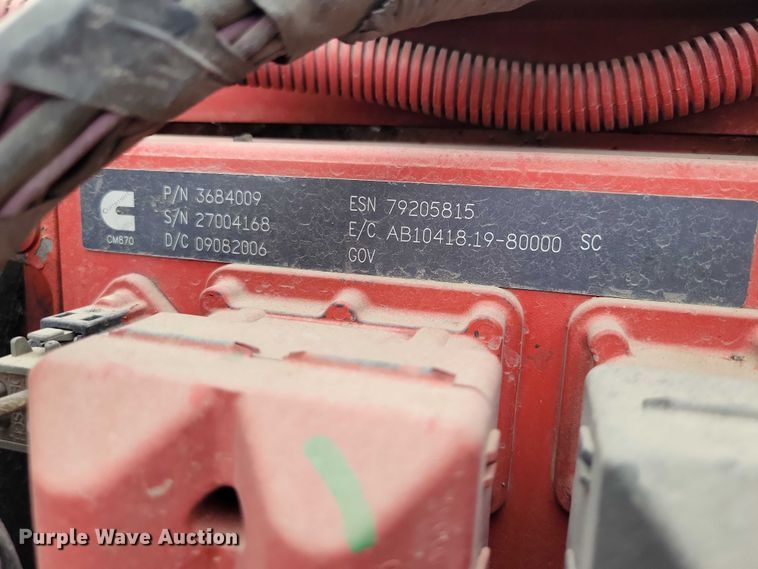 P/N 3684009
S/N 27004168
D/C 09082006
CM870
ESN 79205815
E/C AB10418.19-80000 SC
GOV
Purple Wave Auction